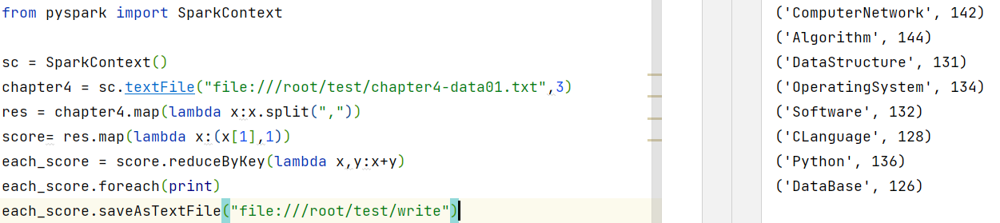 from pyspark import SparkContext
sc = SparkContext()
chapter4 = sc.textFile("file:///root/test/chapter4-data01.txt",3)
res = chapter4.map(lambda x:x.split(","))
score= res.map(lambda x:(x[1],1))
each_score = score.reduceByKey(lambda x,y:x+y)
each_score.foreach(print)
each_score.saveAsTextFile("file:///root/test/write")
('ComputerNetwork', 142)
('Algorithm', 144)
('DataStructure', 131)
('OperatingSystem', 134)
('Software', 132)
('CLanguage', 128)
('Python', 136)
('DataBase', 126)